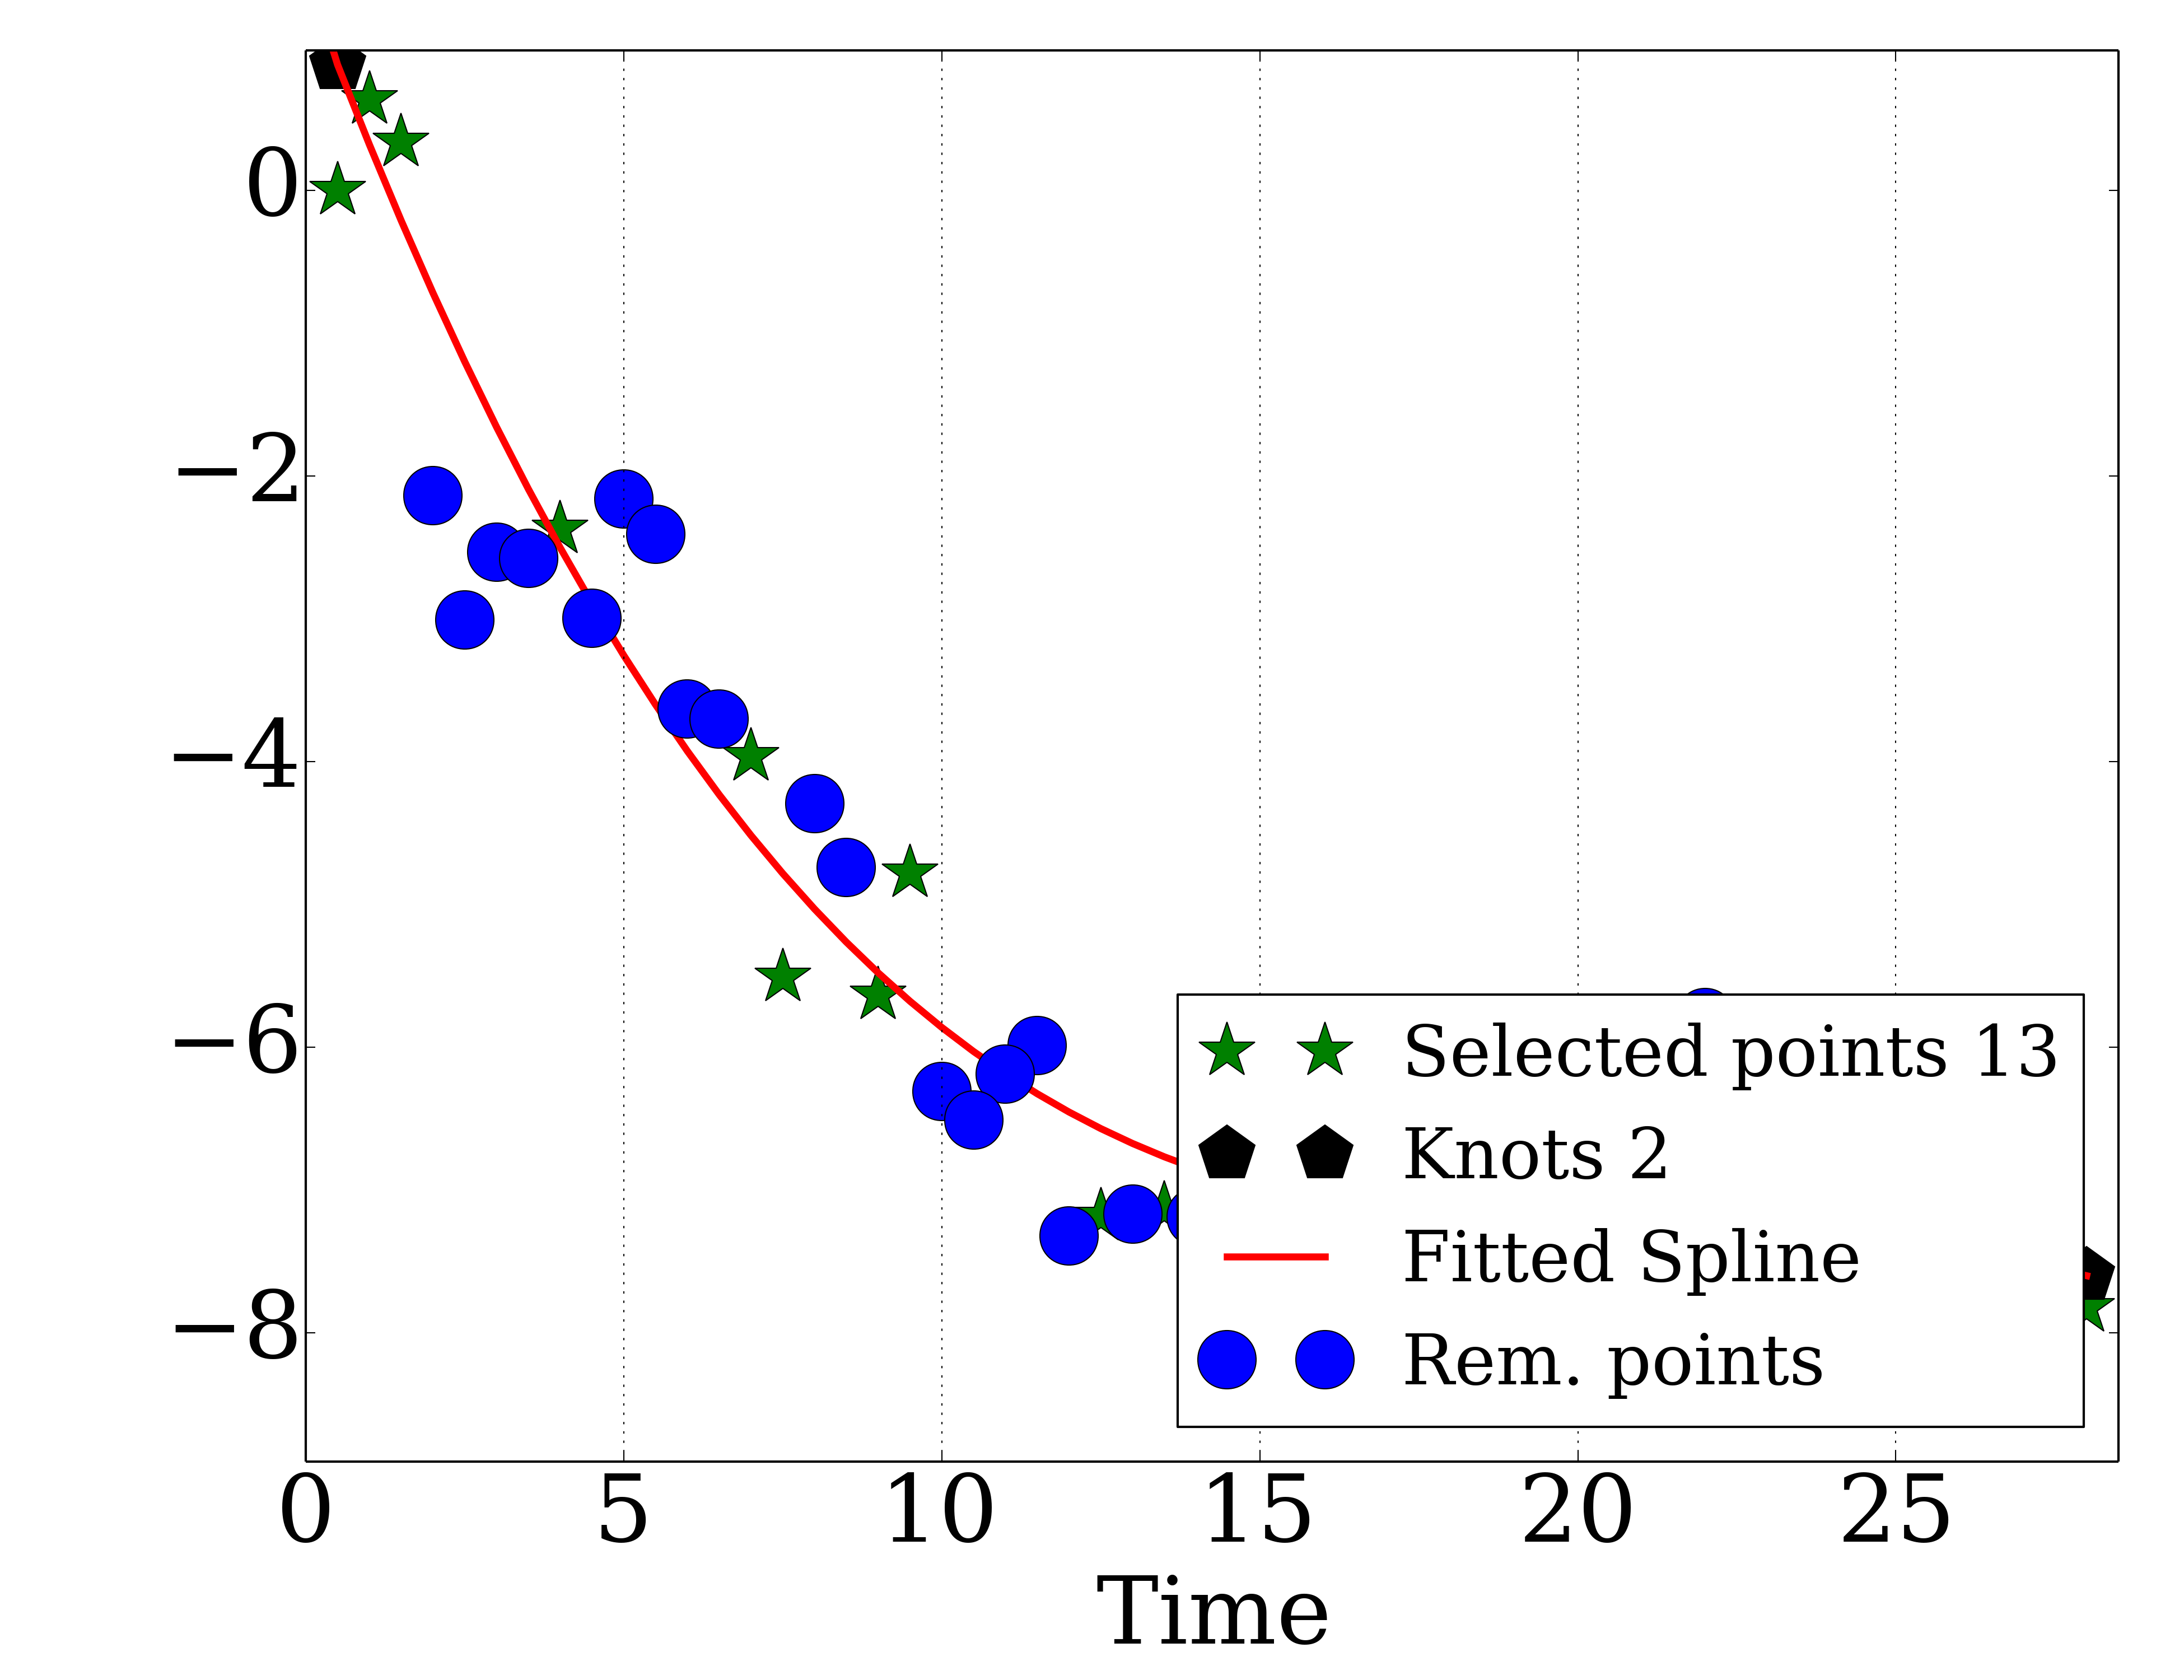 0
−2
−4
−6
−8
Selected points 13
Knots 2
Fitted Spline
Rem. points
0 5 10 15 20 25
Time